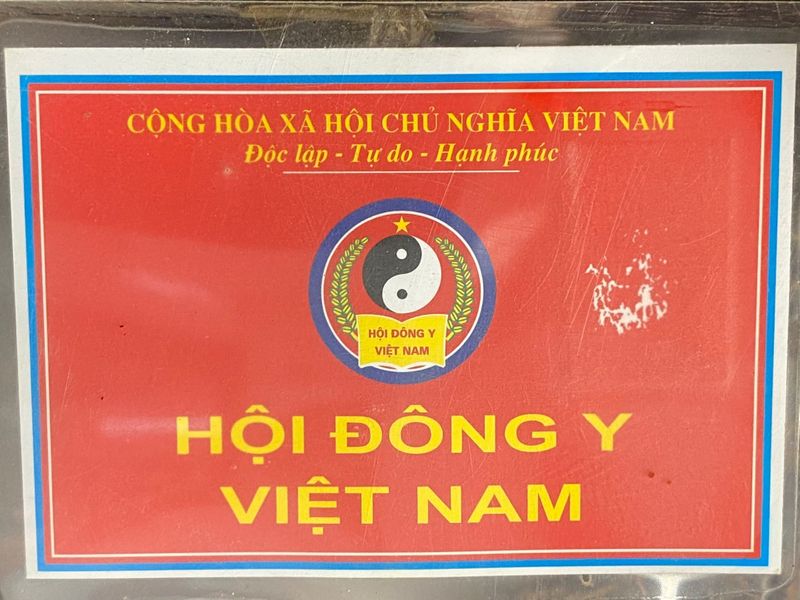 CỘNG HÒA XÃ HỘI CHỦ NGHĨA VIỆT NAM
Độc lập - Tự do - Hạnh phúc
HỘI ĐÔNG Y
VIỆT NAM
HỘI ĐÔNG Y
VIỆT NAM